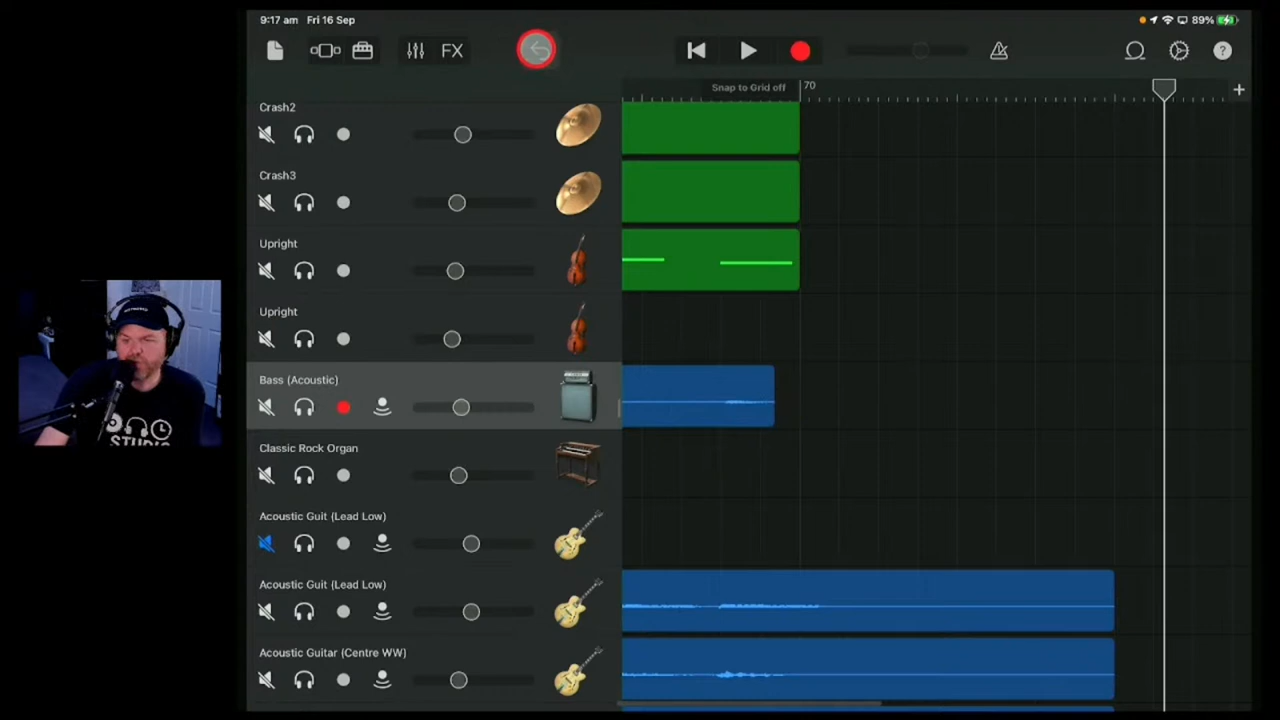 9:17 am Fri 16 Sep
89%
FX
Snap to Grid off
70
Crash2
Crash3
Upright
Upright
Bass (Acoustic)
Classic Rock Organ
Acoustic Guit (Lead Low)
Acoustic Guit (Lead Low)
Acoustic Guitar (Centre WW)
STUDIO